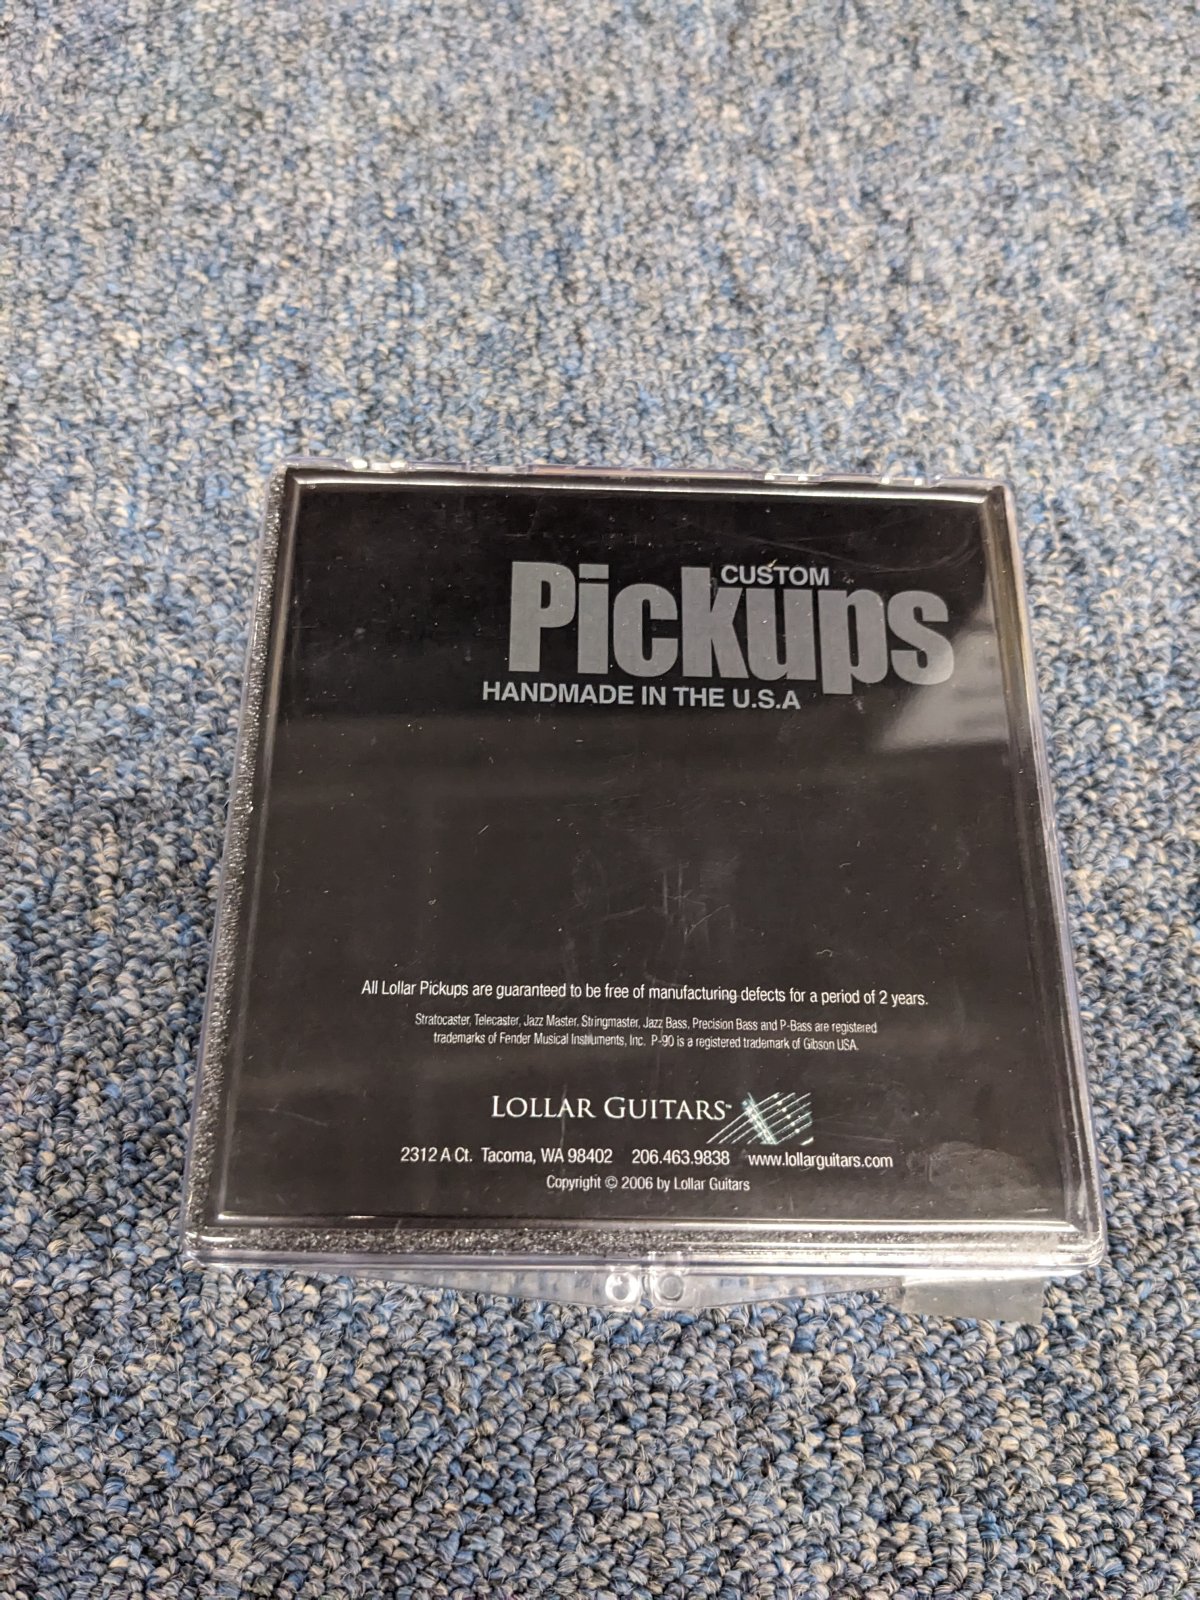 CUSTOM
Pickups
HANDMADE IN THE U.S.A
All Lollar Pickups are guaranteed to be free of manufacturing defects for a period of 2 years.
Stratocaster, Telecaster, Jazz Master, Stringmaster, Jazz Bass, Precision Bass and P-Bass are registered
trademarks of Fender Musical Instruments, Inc. P-90 is a registered trademark of Gibson USA.
LOLLAR GUITARS™
2312 A Ct. Tacoma, WA 98402 206.463.9838 www.lollarguitars.com
Copyright © 2006 by Lollar Guitars